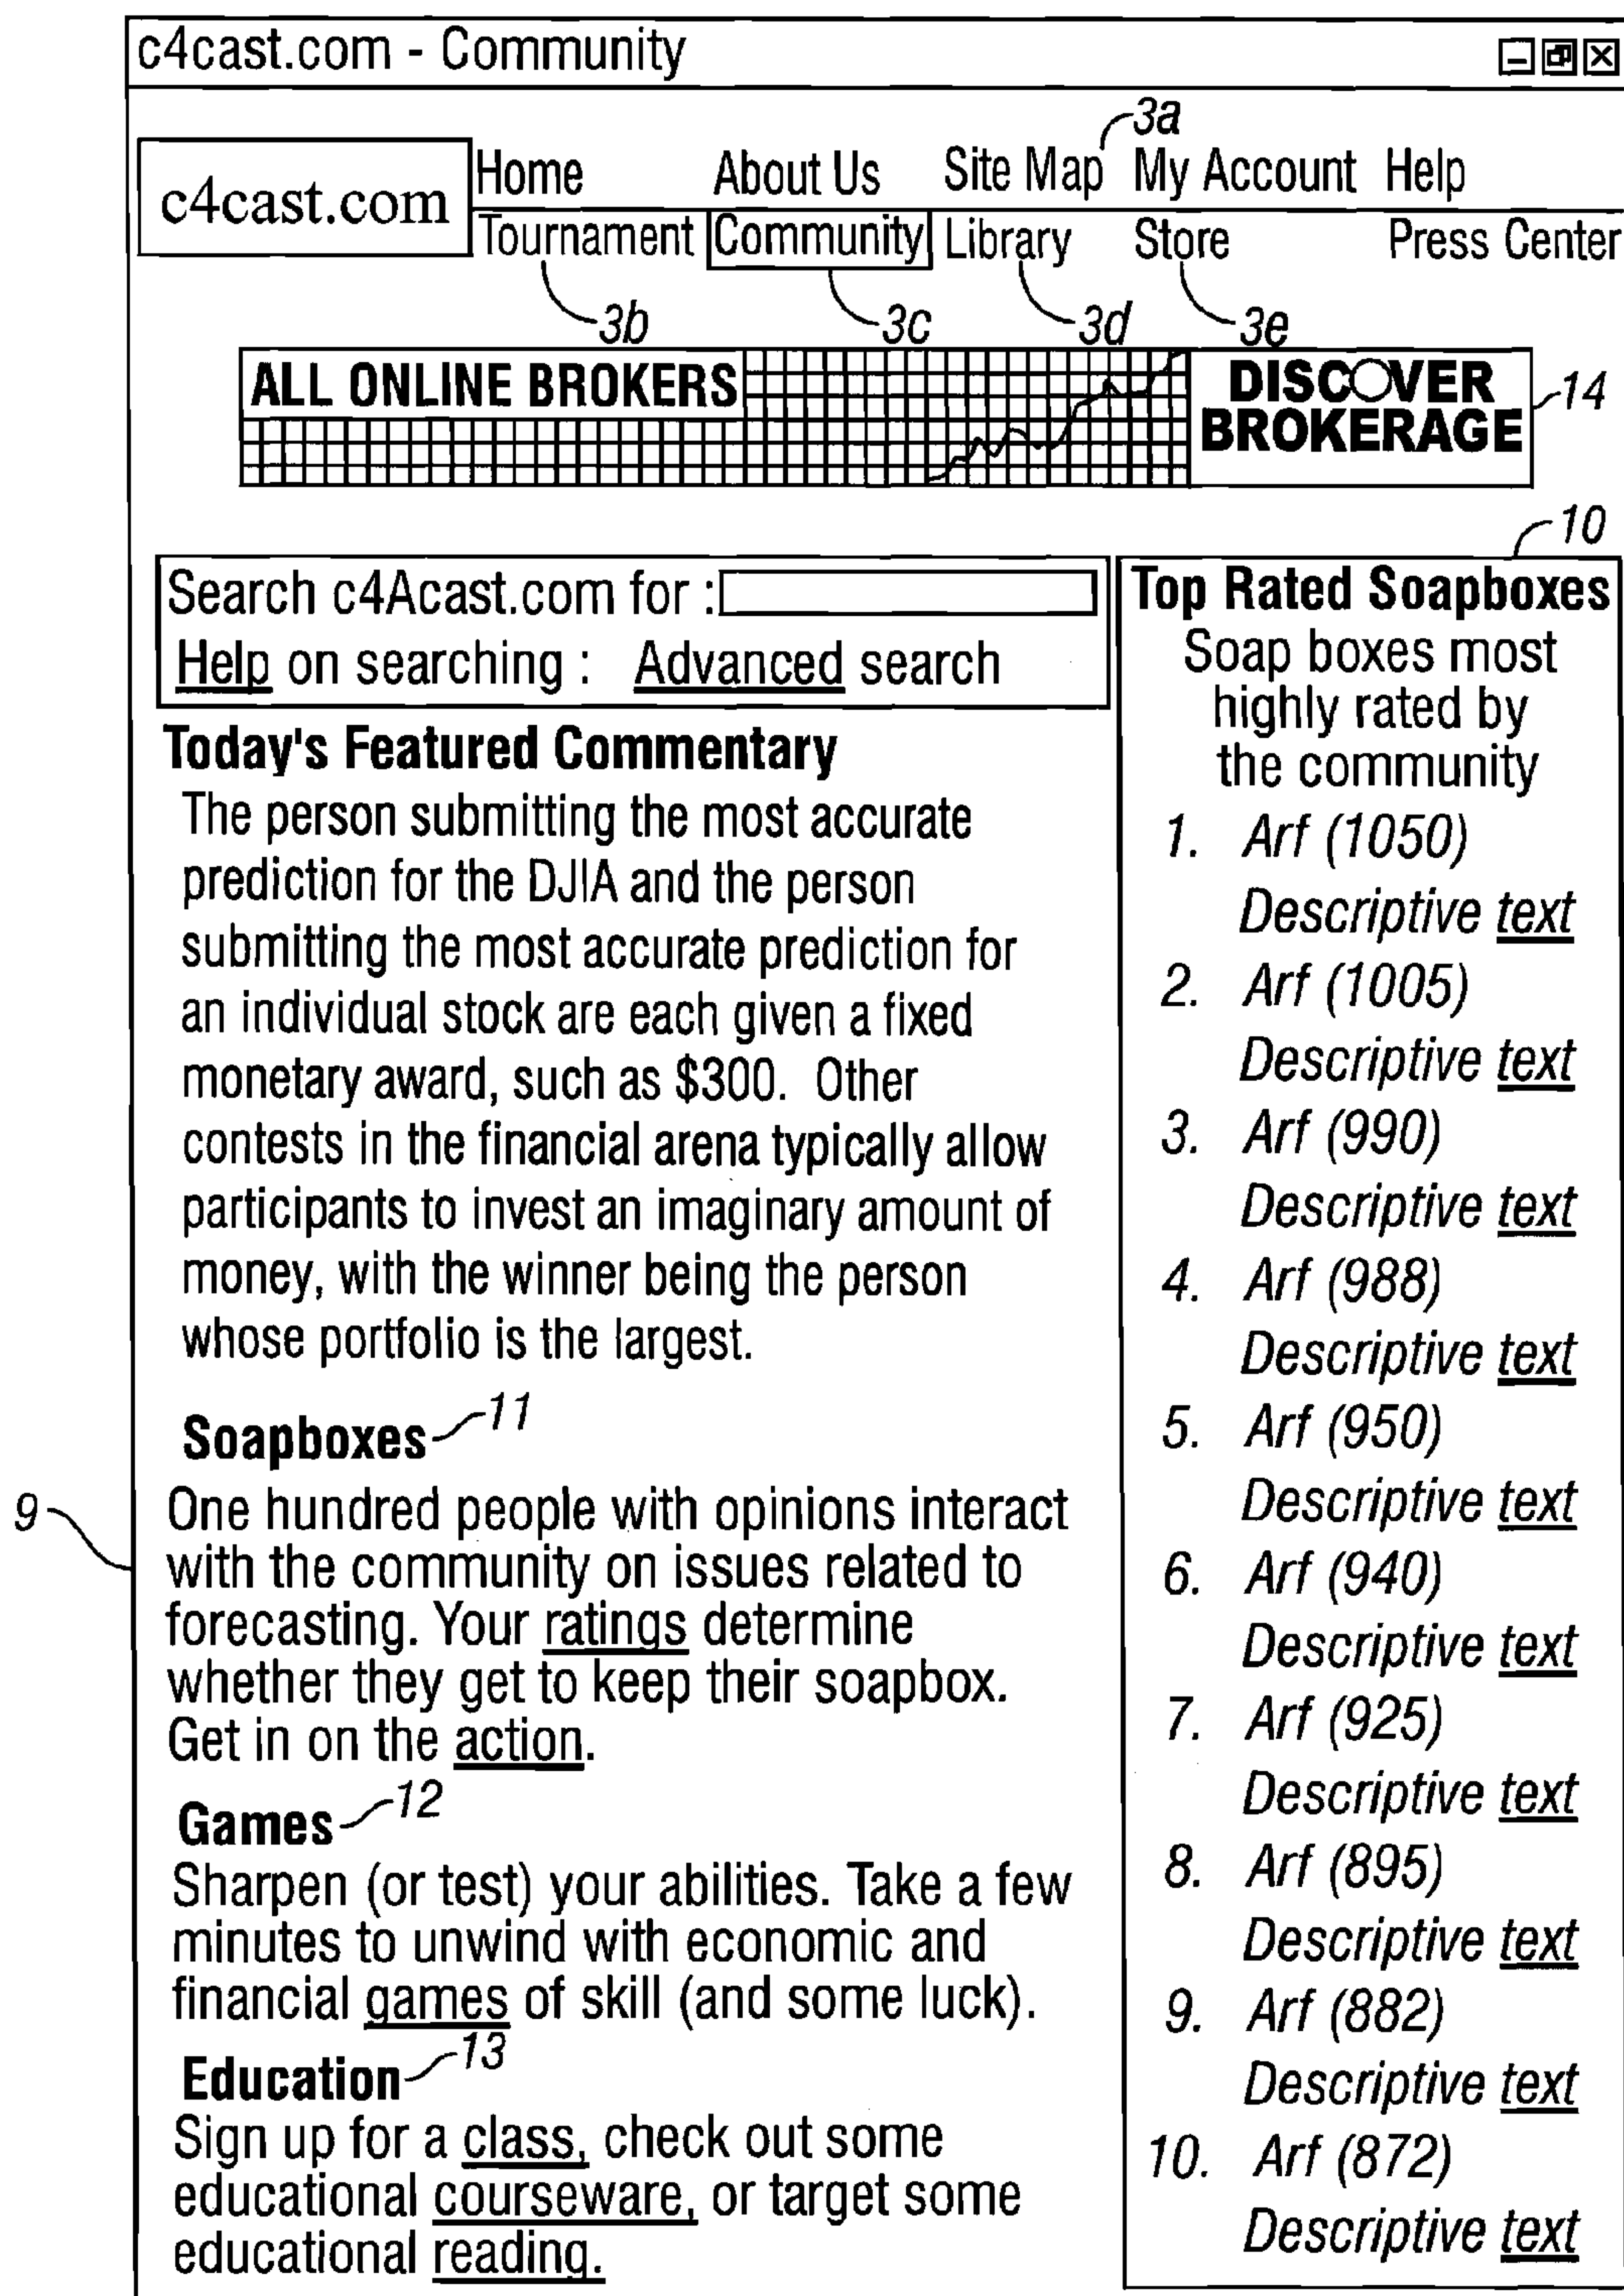 c4cast.com - Community
3a
c4cast.com
Home About Us Site Map My Account Help
Tournament Community Library Store Press Center
3b 3c 3d 3e
ALL ONLINE BROKERS
DISCOVER
BROKERAGE
14
Search c4Acast.com for :
Help on searching : Advanced search
Today's Featured Commentary
The person submitting the most accurate
prediction for the DJIA and the person
submitting the most accurate prediction for
an individual stock are each given a fixed
monetary award, such as $300. Other
contests in the financial arena typically allow
participants to invest an imaginary amount of
money, with the winner being the person
whose portfolio is the largest.
Soapboxes 11
9
One hundred people with opinions interact
with the community on issues related to
forecasting. Your ratings determine
whether they get to keep their soapbox.
Get in on the action.
Games 12
Sharpen (or test) your abilities. Take a few
minutes to unwind with economic and
financial games of skill (and some luck).
Education 13
Sign up for a class, check out some
educational courseware, or target some
educational reading.
10
Top Rated Soapboxes
Soap boxes most
highly rated by
the community
1. Arf (1050)
Descriptive text
2. Arf (1005)
Descriptive text
3. Arf (990)
Descriptive text
4. Arf (988)
Descriptive text
5. Arf (950)
Descriptive text
6. Arf (940)
Descriptive text
7. Arf (925)
Descriptive text
8. Arf (895)
Descriptive text
9. Arf (882)
Descriptive text
10. Arf (872)
Descriptive text